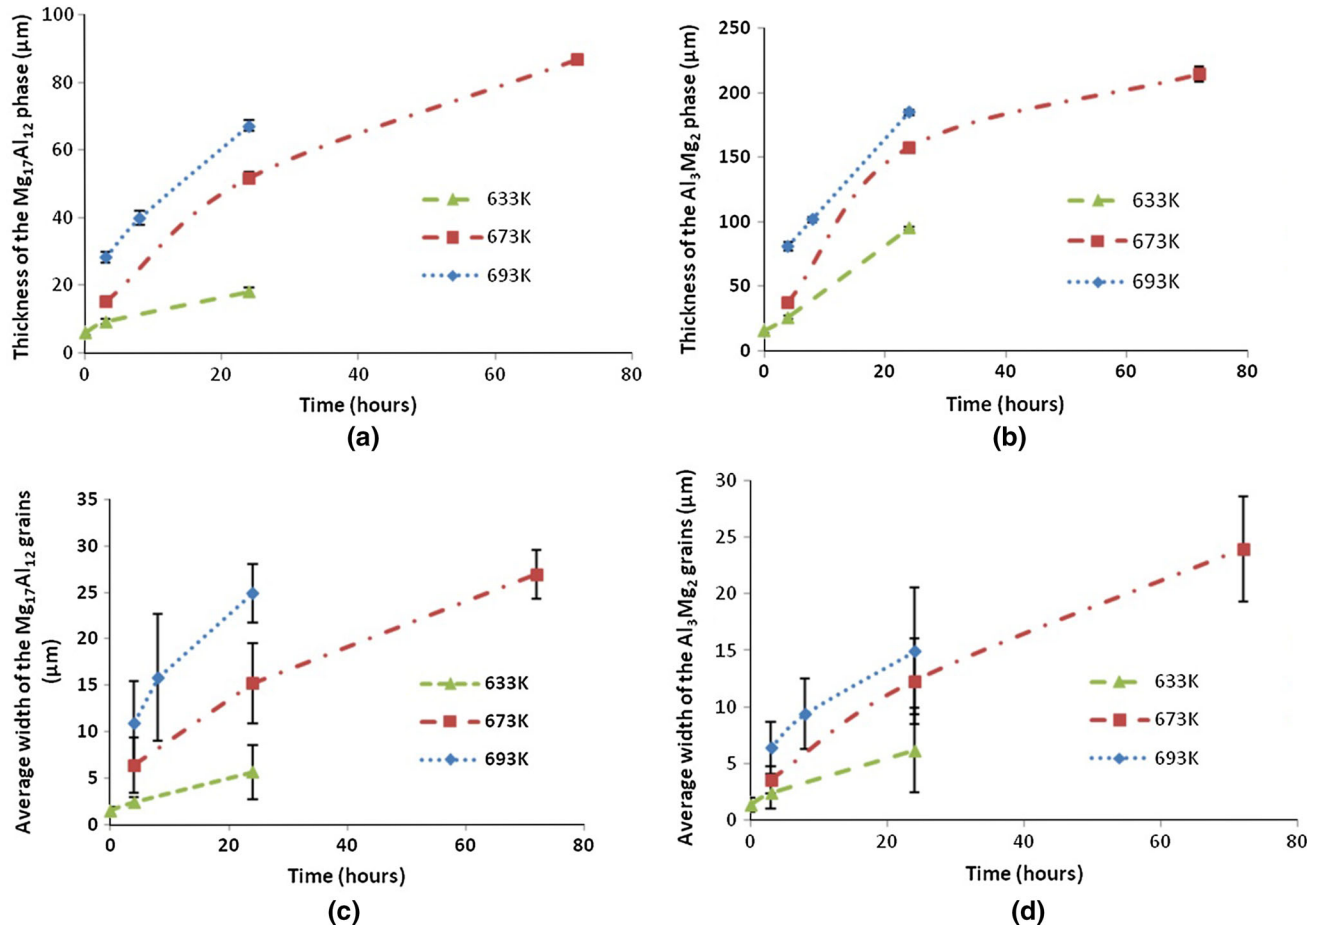 Thickness of the Mg17Al12 phase (µm)
100
80
60
40
20
0
0 20 40 60 80
Time (hours)
633K
673K
693K
(a)
Thickness of the Al3Mg2 phase (µm)
250
200
150
100
50
0
0 20 40 60 80
Time (hours)
633K
673K
693K
(b)
Average width of the Mg17Al12 grains
(µm)
35
30
25
20
15
10
5
0
0 20 40 60 80
Time (hours)
633K
673K
693K
(c)
Average width of the Al3Mg2 grains (µm)
30
25
20
15
10
5
0
0 20 40 60 80
Time (hours)
633K
673K
693K
(d)